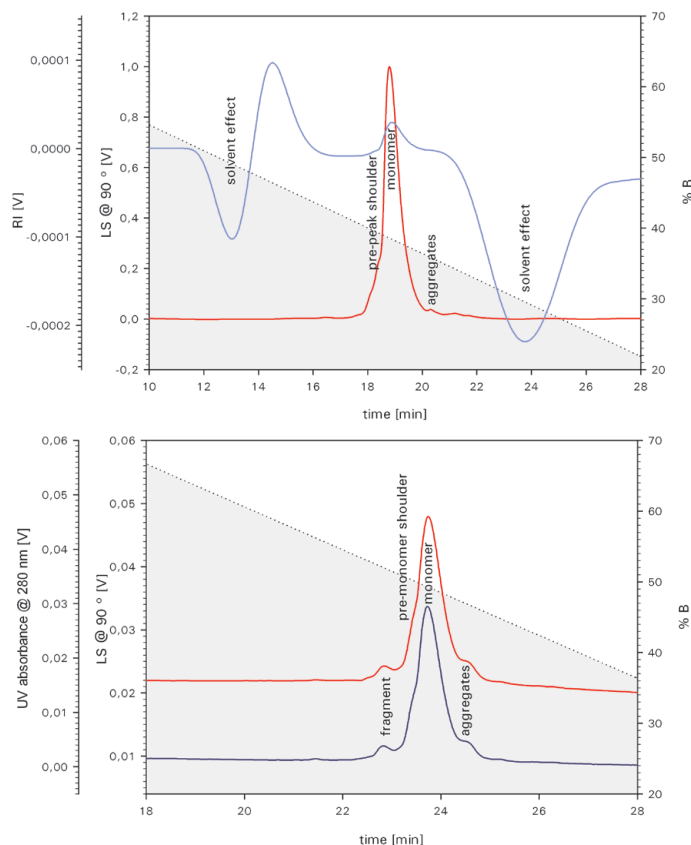 1,2
1,0
0,8
0,6
0,4
0,2
0,0
-0,2
0,0001
0,0000
-0,0001
-0,0002
RI [V]
LS @ 90 º [V]
70
60
50
40
30
20
% B
solvent effect
pre-peak shoulder
monomer
aggregates
solvent effect
10 12 14 16 18 20 22 24 26 28
time [min]
0,06
0,05
0,04
0,03
0,02
0,01
0,00
UV absorbance @ 280 nm [V]
0,06
0,05
0,04
0,03
0,02
0,01
LS @ 90 º [V]
70
60
50
40
30
20
% B
fragment
pre-monomer shoulder
monomer
aggregates
18 20 22 24 26 28
time [min]